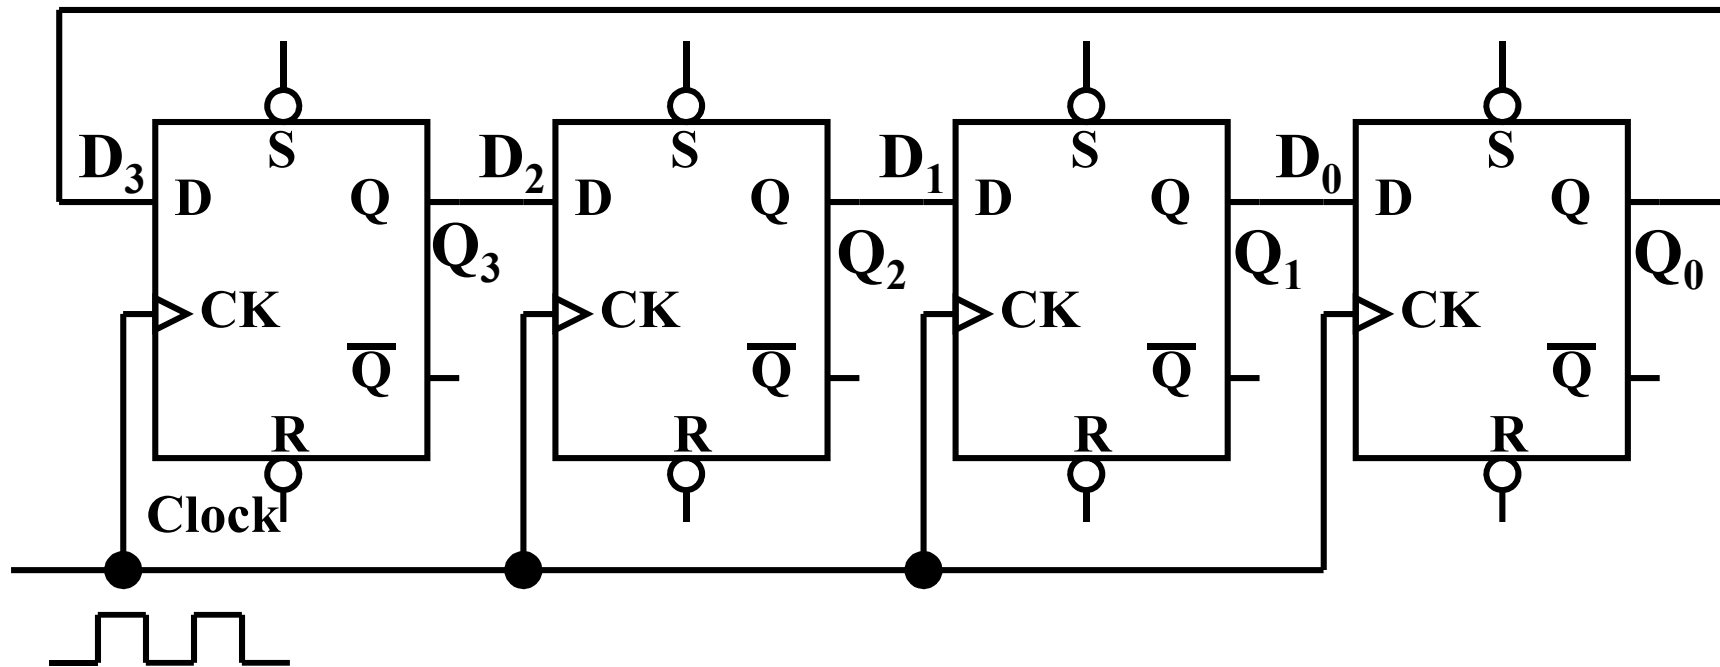 S S S S
D₃ D₂ D₁ D₀
D Q D Q D Q D Q
Q₃ Q₂ Q₁ Q₀
CK CK CK CK
Q̅ Q̅ Q̅ Q̅
R R R R
Clock